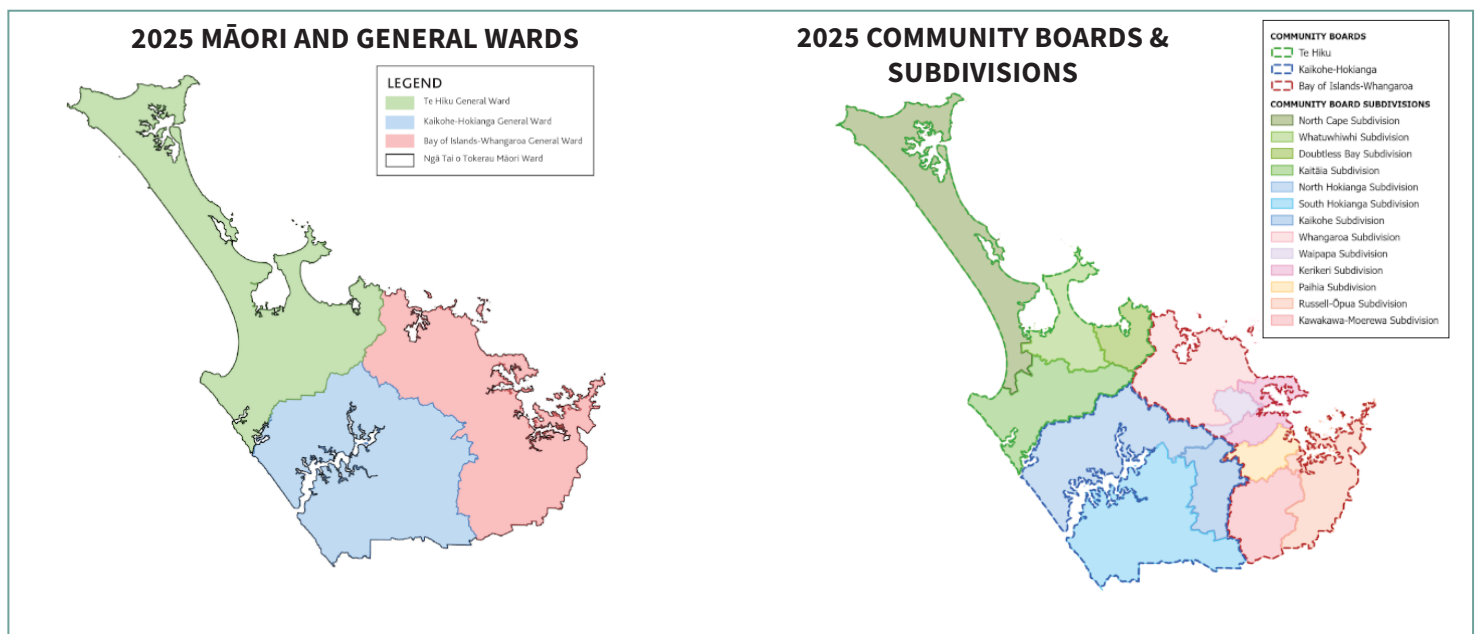 2025 MĀORI AND GENERAL WARDS
LEGEND
Te Hiku General Ward
Kaikohe-Hokianga General Ward
Bay of Islands-Whangaroa General Ward
Ngā Tai o Tokerau Māori Ward
2025 COMMUNITY BOARDS &
SUBDIVISIONS
COMMUNITY BOARDS
Te Hiku
Kaikohe-Hokianga
Bay of Islands-Whangaroa
COMMUNITY BOARD SUBDIVISIONS
North Cape Subdivision
Whatuwhiwhi Subdivision
Doubtless Bay Subdivision
Kaitāia Subdivision
North Hokianga Subdivision
South Hokianga Subdivision
Kaikohe Subdivision
Whangaroa Subdivision
Waipapa Subdivision
Kerikeri Subdivision
Paihia Subdivision
Russell-Ōpua Subdivision
Kawakawa-Moerewa Subdivision